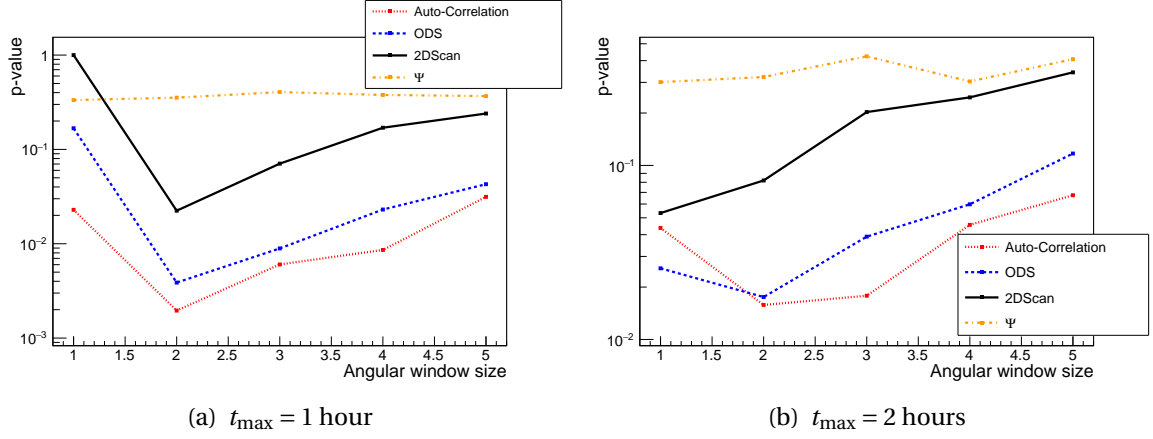 Auto-Correlation
ODS
2DScan
Ψ
p-value
1
10⁻¹
10⁻²
10⁻³
1 1.5 2 2.5 3 3.5 4 4.5 5
Angular window size
(a) t_max = 1 hour
p-value
10⁻¹
10⁻²
Auto-Correlation
ODS
2DScan
Ψ
1 1.5 2 2.5 3 3.5 4 4.5 5
Angular window size
(b) t_max = 2 hours